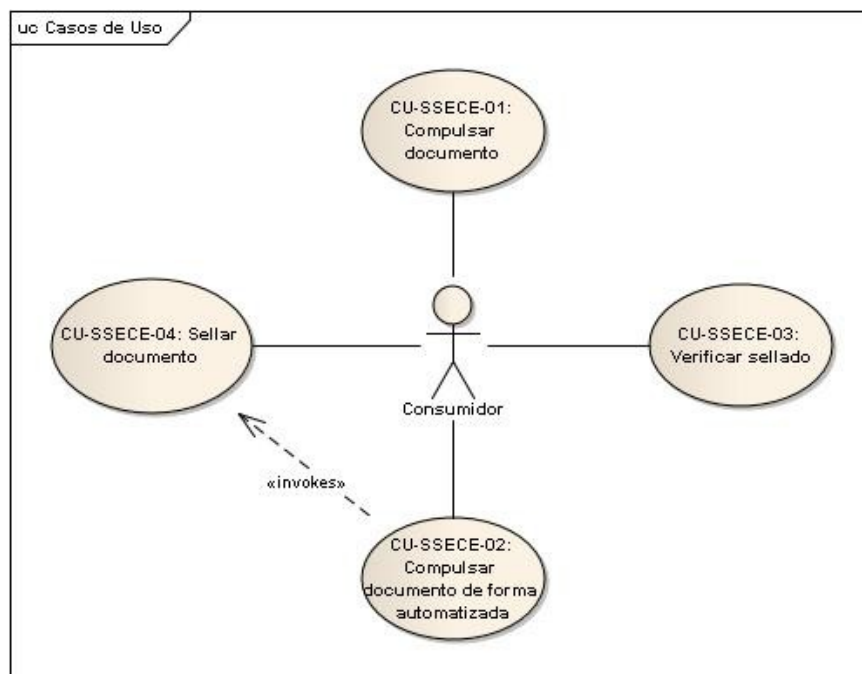 uc Casos de Uso
CU-SSECE-01:
Compulsar
documento
CU-SSECE-04: Sellar
documento
CU-SSECE-03:
Verificar sellado
Consumidor
«invokes»
CU-SSECE-02:
Compulsar
documento de forma
automatizada